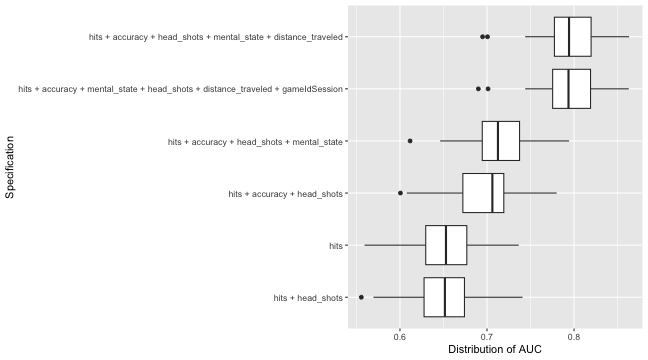 hits + accuracy + head_shots + mental_state + distance_traveled
hits + accuracy + mental_state + head_shots + distance_traveled + gameIdSession
hits + accuracy + head_shots + mental_state
hits + accuracy + head_shots
hits
hits + head_shots
Specification
0.6 0.7 0.8
Distribution of AUC